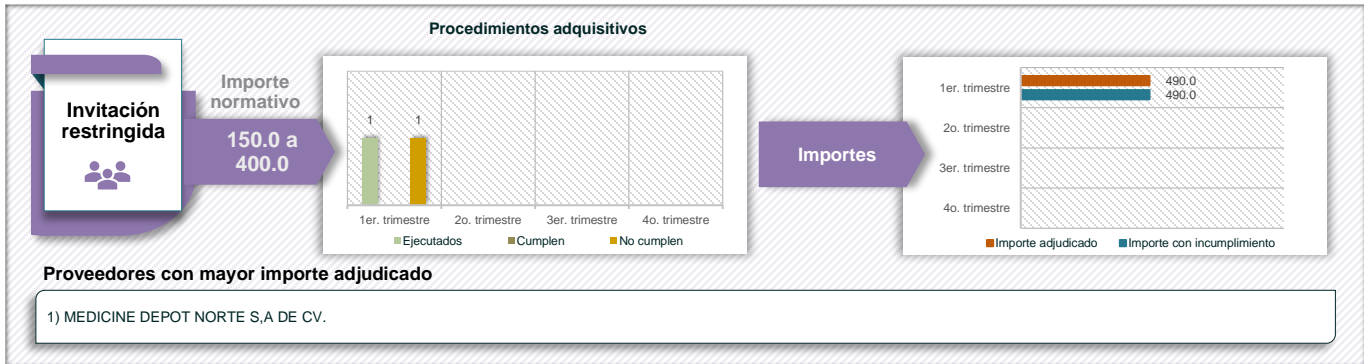 Procedimientos adquisitivos
Invitación
restringida
Importe
normativo
150.0 a
400.0
1
1
1er. trimestre
2o. trimestre
3er. trimestre
4o. trimestre
Ejecutados
Cumplen
No cumplen
Importes
1er. trimestre
490.0
490.0
2o. trimestre
3er. trimestre
4o. trimestre
Importe adjudicado
Importe con incumplimiento
Proveedores con mayor importe adjudicado
1) MEDICINE DEPOT NORTE S,A DE CV.